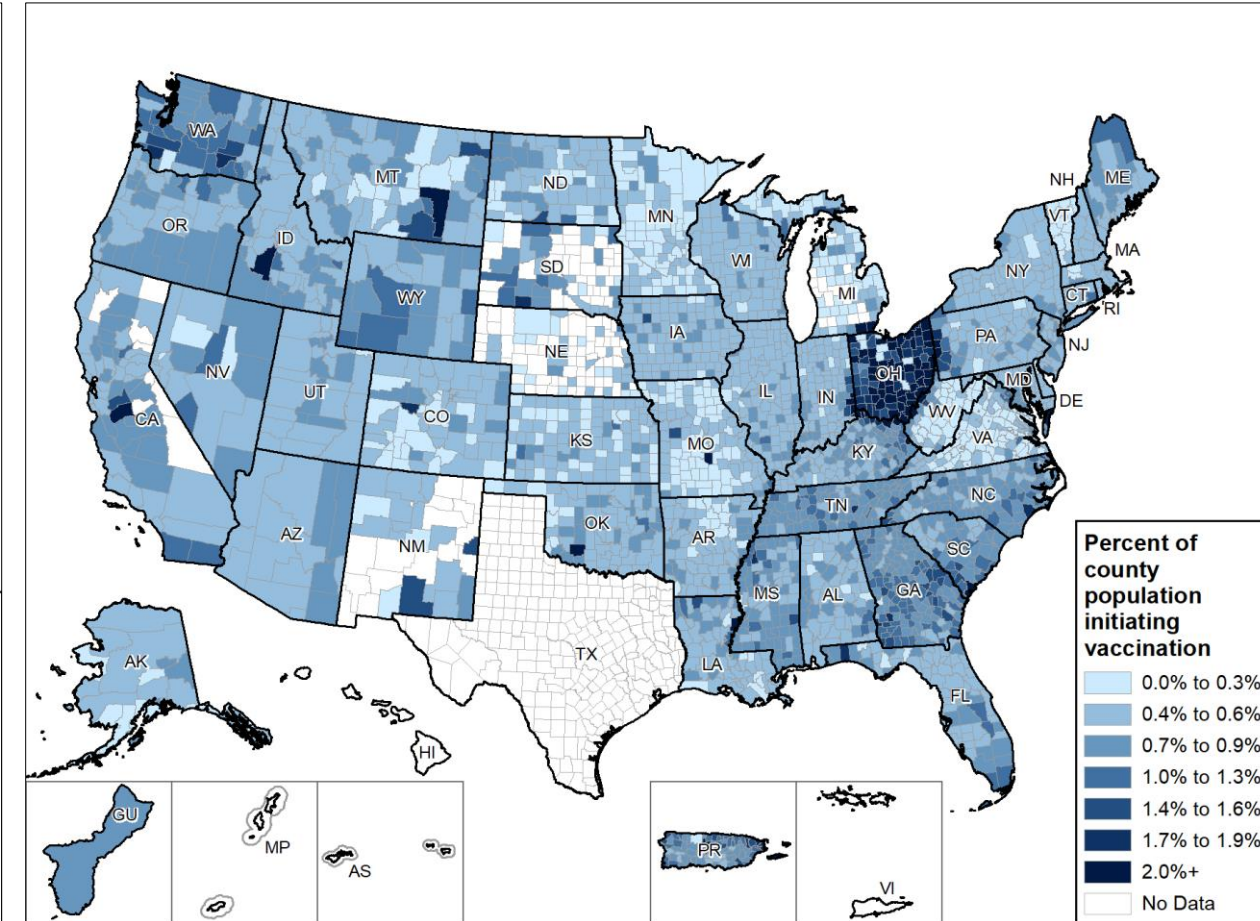 WA
MT
ND
MN
OR
ID
SD
WI
WY
MI
NH
VT
ME
MA
NY
CT
RI
IA
NE
PA
NJ
NV
UT
CO
IL
IN
OH
MD
DE
WV
VA
CA
KS
MO
KY
NC
TN
AZ
NM
OK
AR
SC
MS
AL
GA
TX
LA
FL
AK
HI
GU
MP
AS
PR
VI
Percent of
county
population
initiating
vaccination
0.0% to 0.3%
0.4% to 0.6%
0.7% to 0.9%
1.0% to 1.3%
1.4% to 1.6%
1.7% to 1.9%
2.0%+
No Data